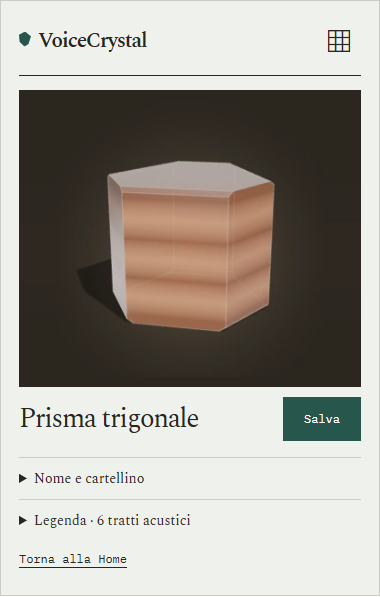 VoiceCrystal
Prisma trigonale
Salva
Nome e cartellino
Legenda · 6 tratti acustici
Torna alla Home